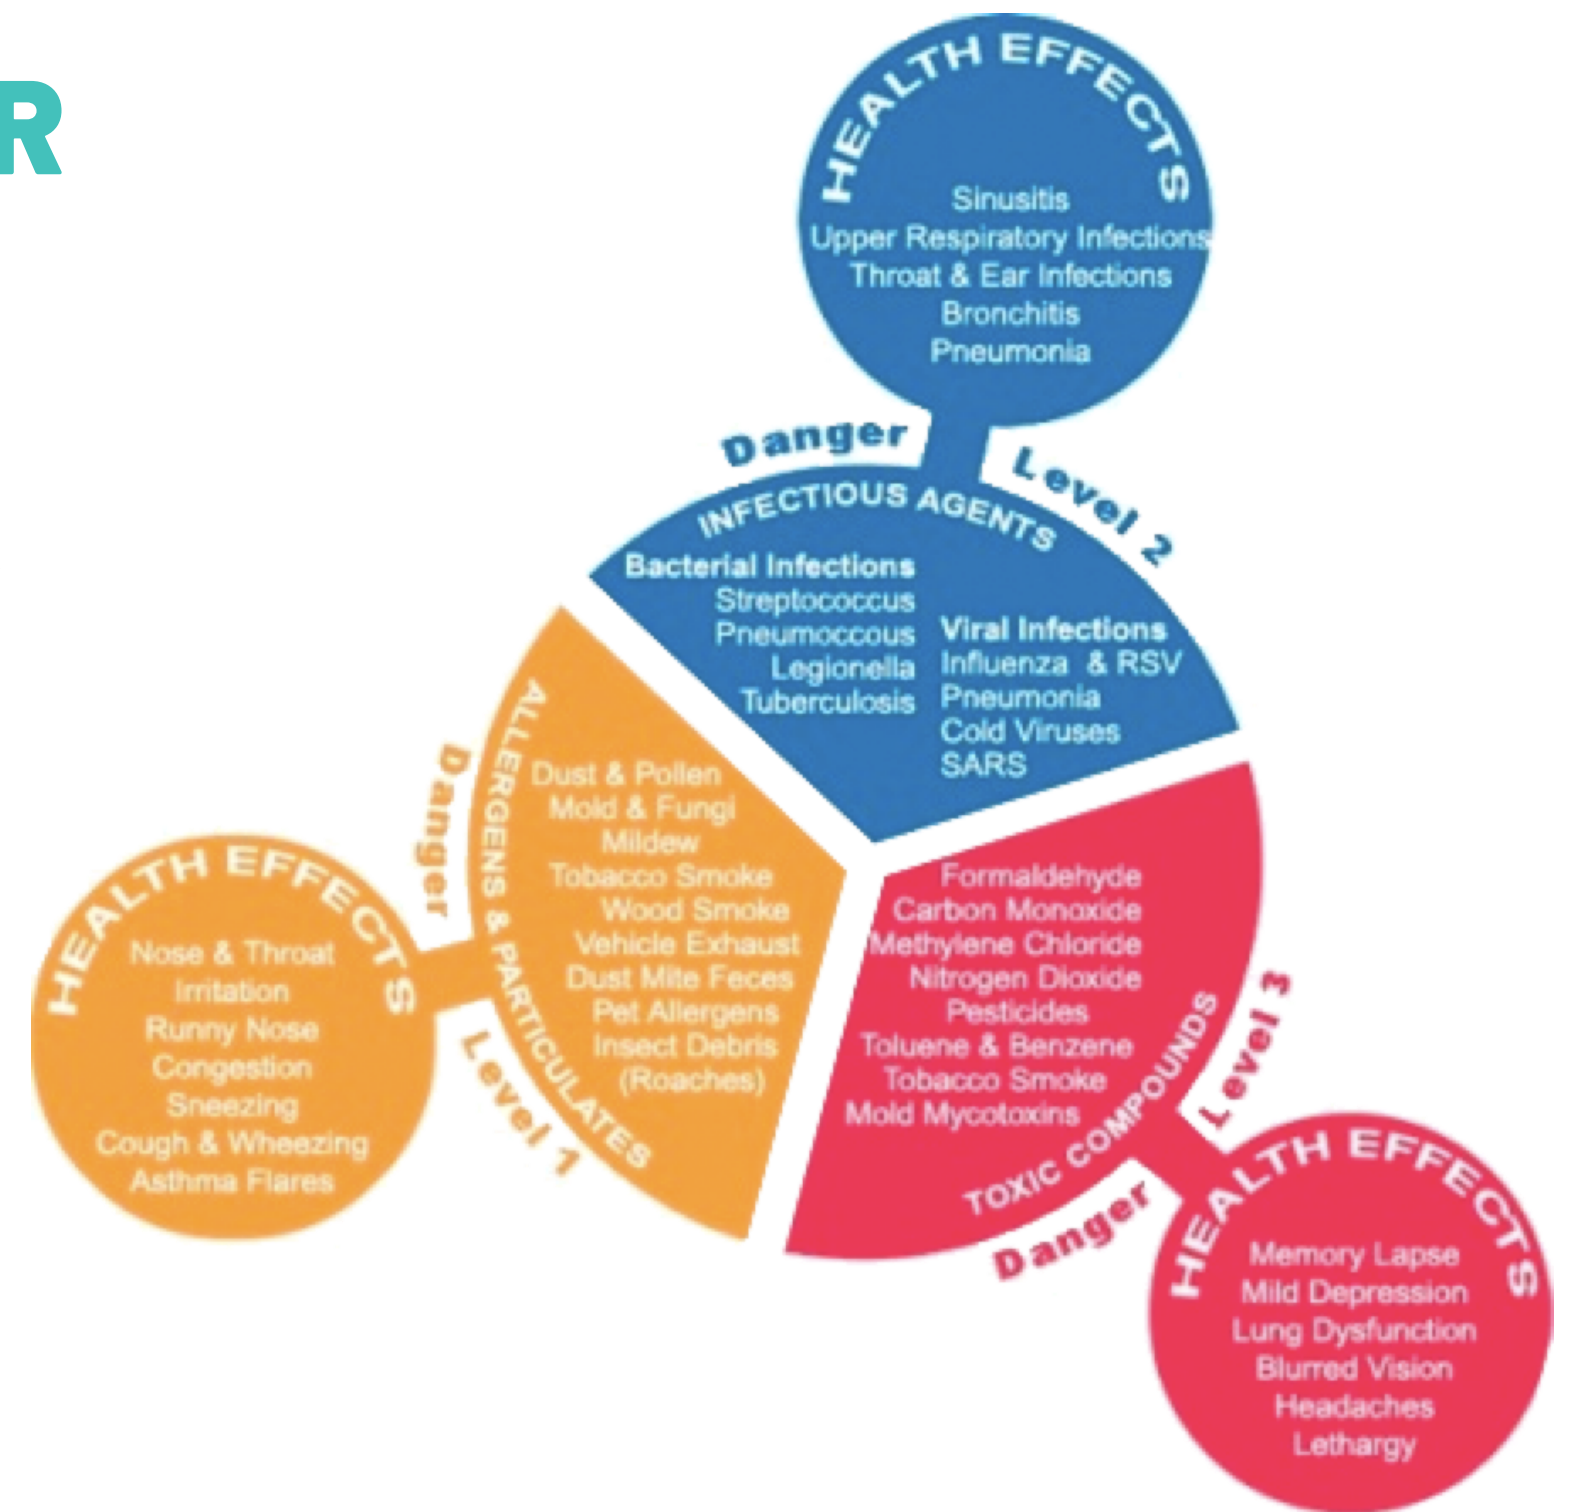 R
HEALTH EFFECTS
Sinusitis
Upper Respiratory Infections
Throat & Ear Infections
Bronchitis
Pneumonia
Danger Level 2
INFECTIOUS AGENTS
Bacterial Infections
Streptococcus
Pneumoccous
Legionella
Tuberculosis
Viral Infections
Influenza & RSV
Pneumonia
Cold Viruses
SARS
Danger Level 1
ALLERGENS & PARTICULATES
Dust & Pollen
Mold & Fungi
Mildew
Tobacco Smoke
Wood Smoke
Vehicle Exhaust
Dust Mite Feces
Pet Allergens
Insect Debris
(Roaches)
HEALTH EFFECTS
Nose & Throat
Irritation
Runny Nose
Congestion
Sneezing
Cough & Wheezing
Asthma Flares
Formaldehyde
Carbon Monoxide
Methylene Chloride
Nitrogen Dioxide
Pesticides
Toluene & Benzene
Tobacco Smoke
Mold Mycotoxins
TOXIC COMPOUNDS
Danger Level 3
HEALTH EFFECTS
Memory Lapse
Mild Depression
Lung Dysfunction
Blurred Vision
Headaches
Lethargy